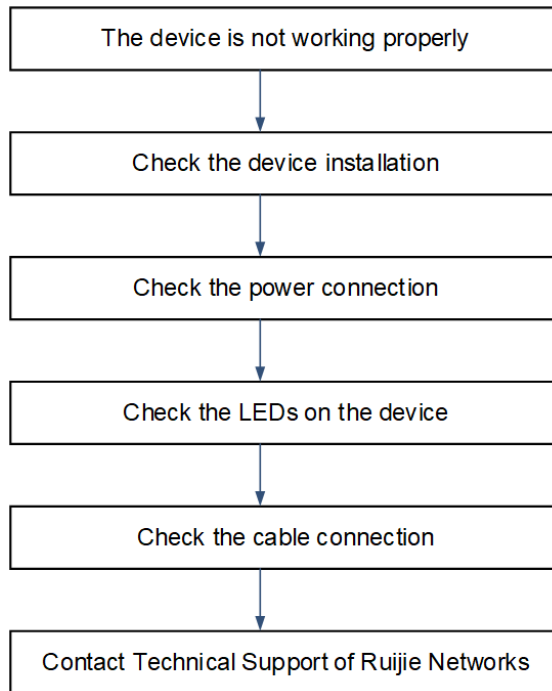 The device is not working properly
Check the device installation
Check the power connection
Check the LEDs on the device
Check the cable connection
Contact Technical Support of Ruijie Networks